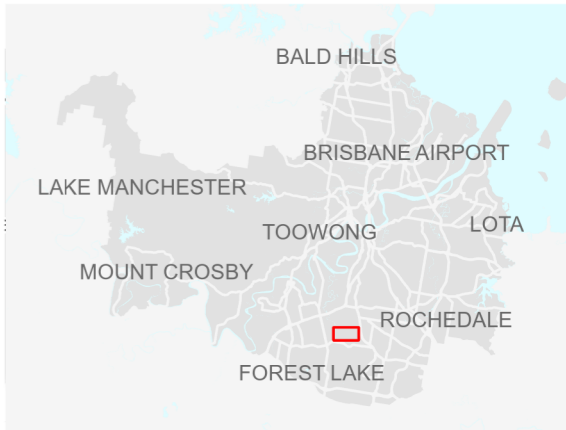 BALD HILLS
BRISBANE AIRPORT
LAKE MANCHESTER
TOOWONG
LOTA
MOUNT CROSBY
ROCHEDALE
FOREST LAKE